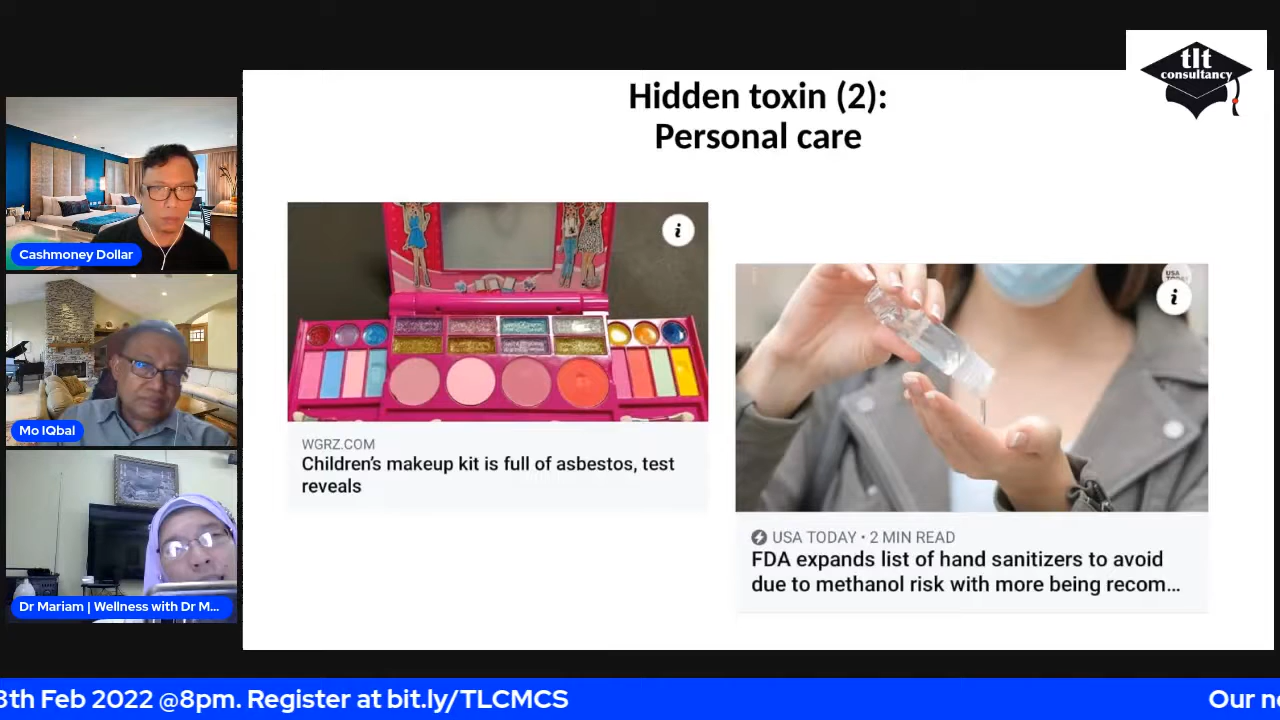 tlt
consultancy
Hidden toxin (2):
Personal care
Cashmoney Dollar
Mo IQbal
Dr Mariam | Wellness with Dr M...
WGRZ.COM
Children's makeup kit is full of asbestos, test
reveals
i
USA
i
USA TODAY • 2 MIN READ
FDA expands list of hand sanitizers to avoid
due to methanol risk with more being recom...
8th Feb 2022 @8pm. Register at bit.ly/TLCMCS
Our